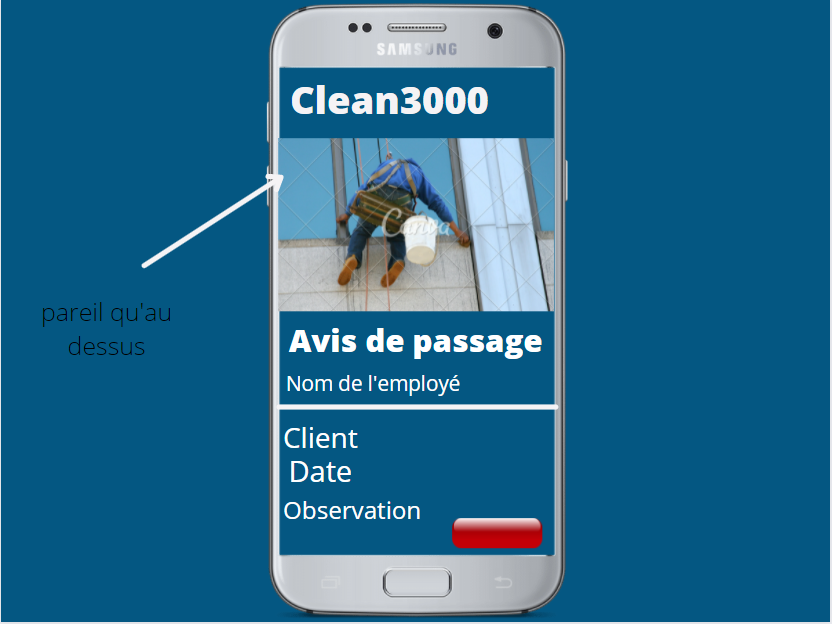 SAMSUNG
Clean3000
Canva
pareil qu'au
dessus
Avis de passage
Nom de l'employé
Client
Date
Observation